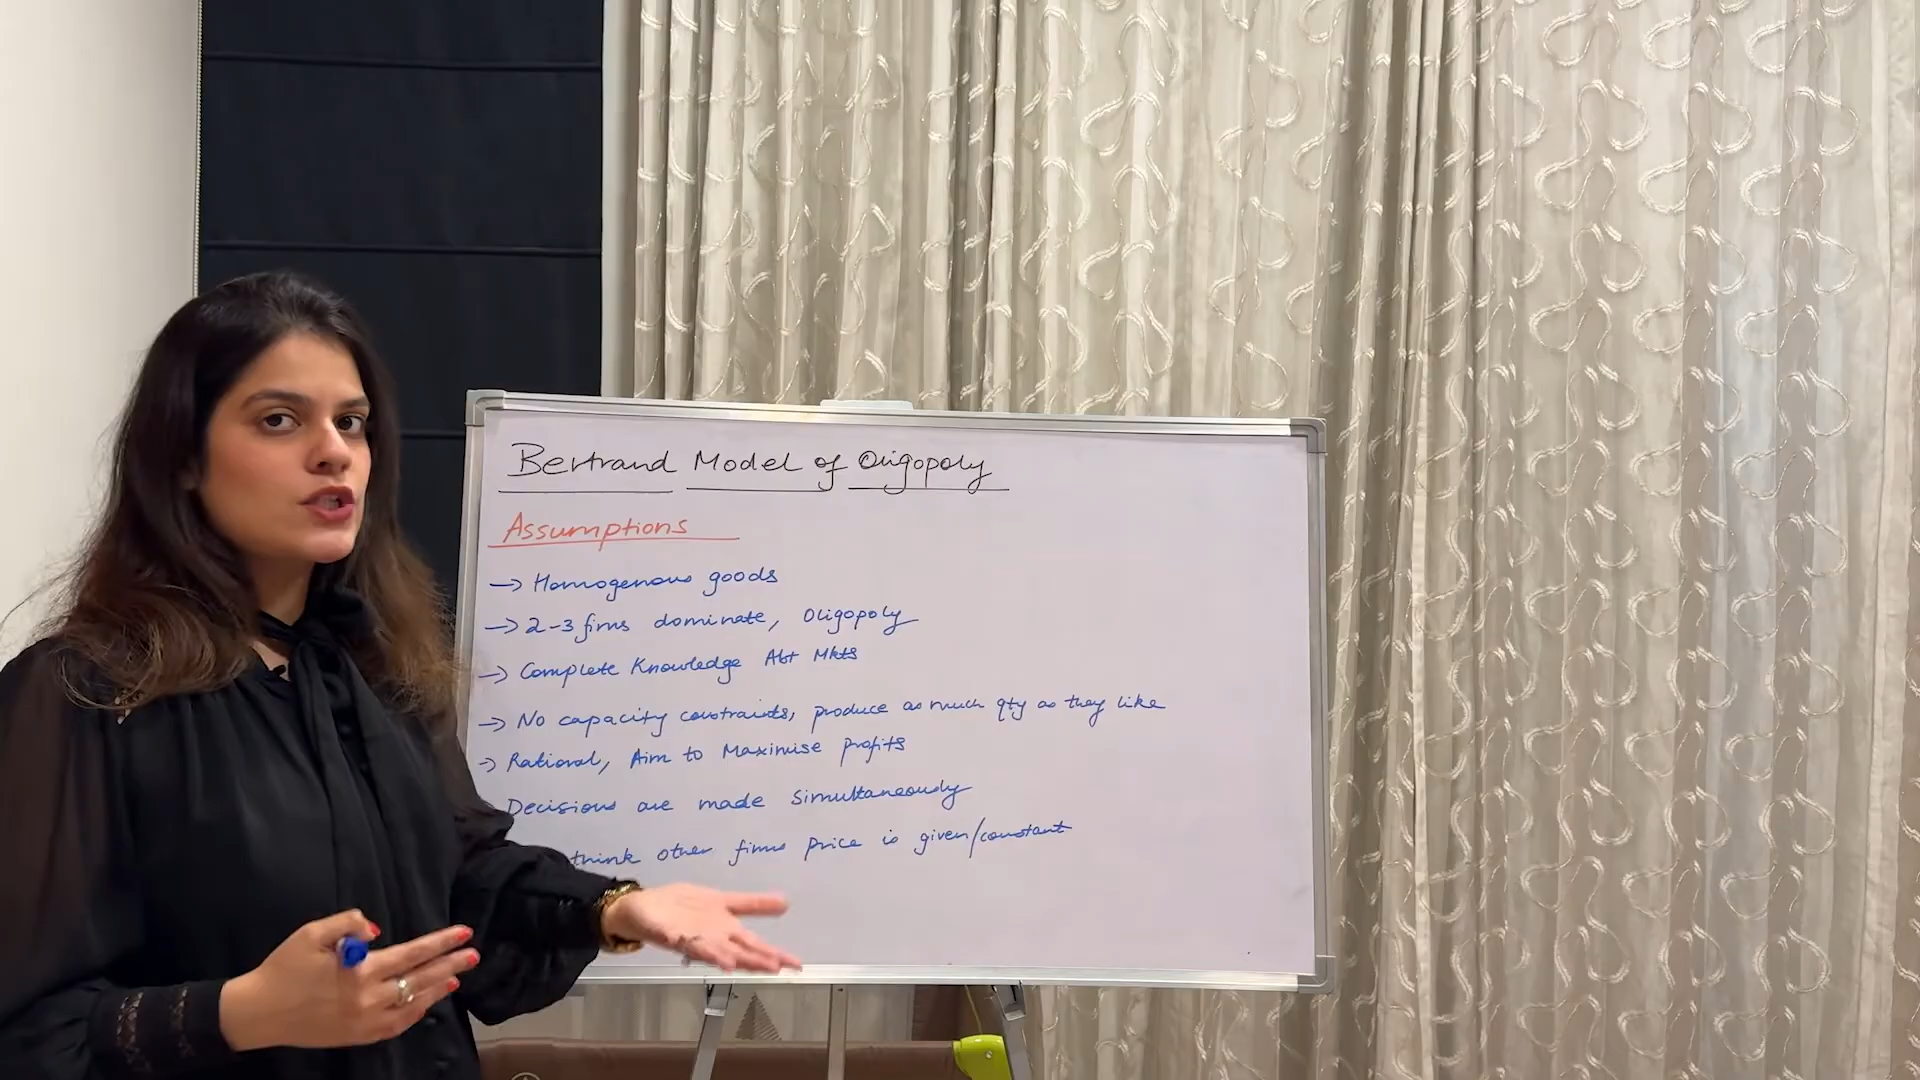 Bertrand Model of Oligopoly
Assumptions
→ Homogenous goods
→ 2-3 firms dominate, Oligopoly
→ Complete Knowledge Abt Mkts
→ No capacity constraints, produce as much qty as they like
→ Rational, Aim to Maximise profits
Decisions are made simultaneously
think other firms price is given/constant